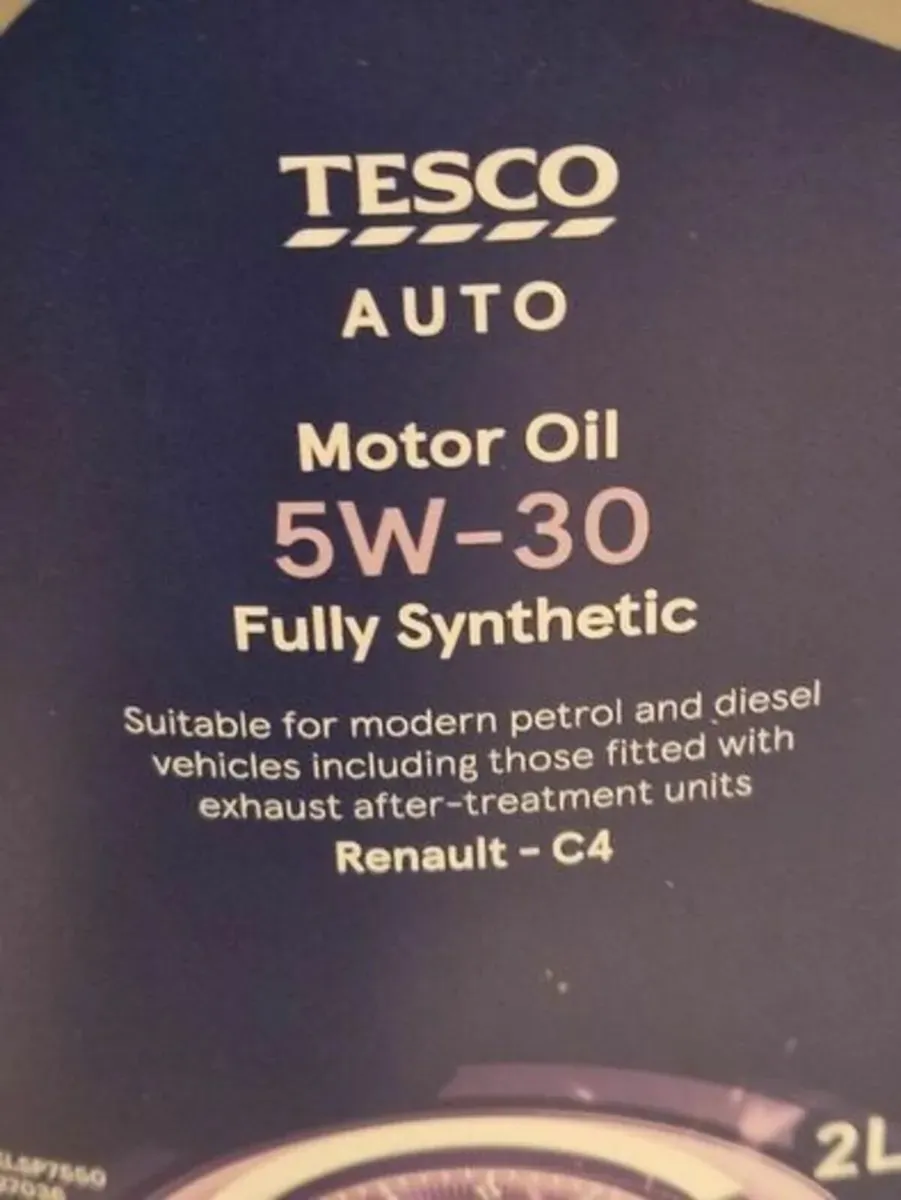 TESCO
AUTO
Motor Oil
5W-30
Fully Synthetic
Suitable for modern petrol and diesel
vehicles including those fitted with
exhaust after-treatment units
Renault - C4
2L